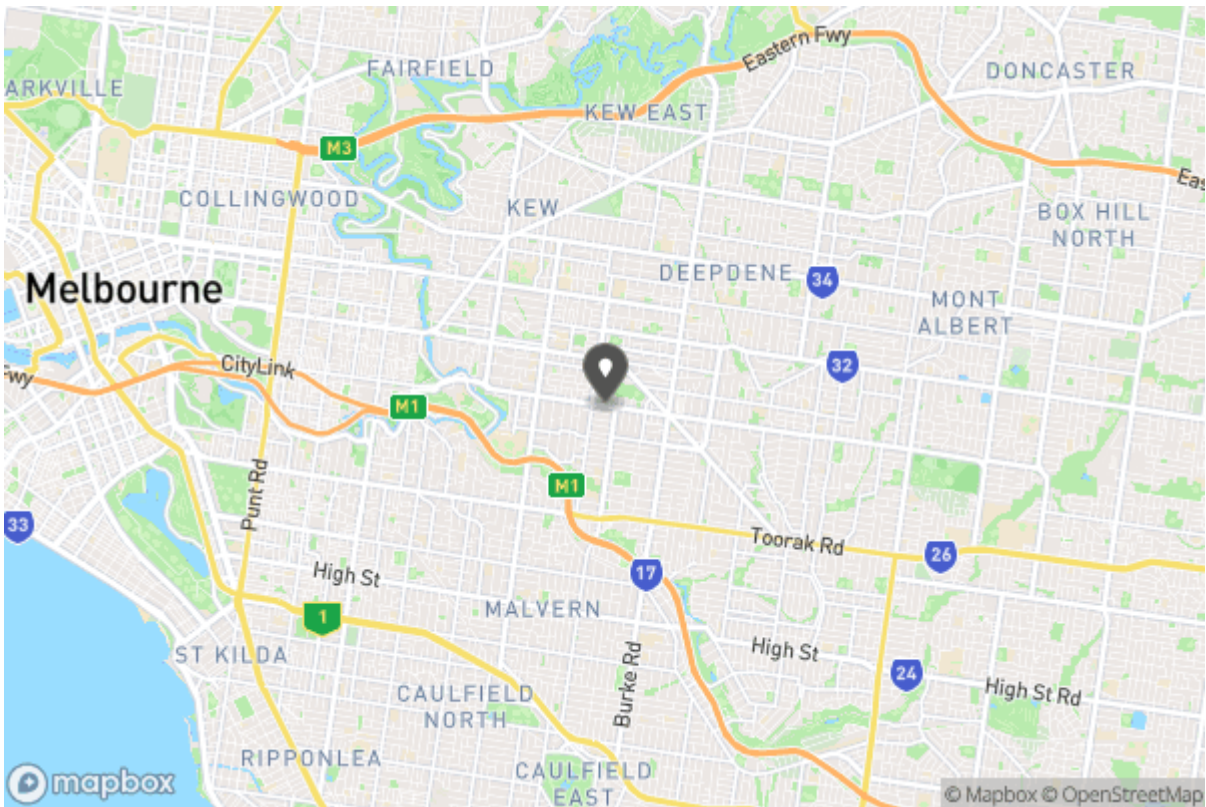 Eastern Fwy
DONCASTER
FAIRFIELD
ARKVILLE
KEW EAST
M3
Eas
COLLINGWOOD
KEW
BOX HILL
NORTH
DEEPDENE
34
Melbourne
MONT
ALBERT
CityLink
32
Fwy
M1
M1
Punt Rd
33
Toorak Rd
26
High St
17
MALVERN
1
High St
ST KILDA
24
Burke Rd
High St Rd
CAULFIELD
NORTH
RIPPONLEA
CAULFIELD
EAST
mapbox
© Mapbox © OpenStreetMap